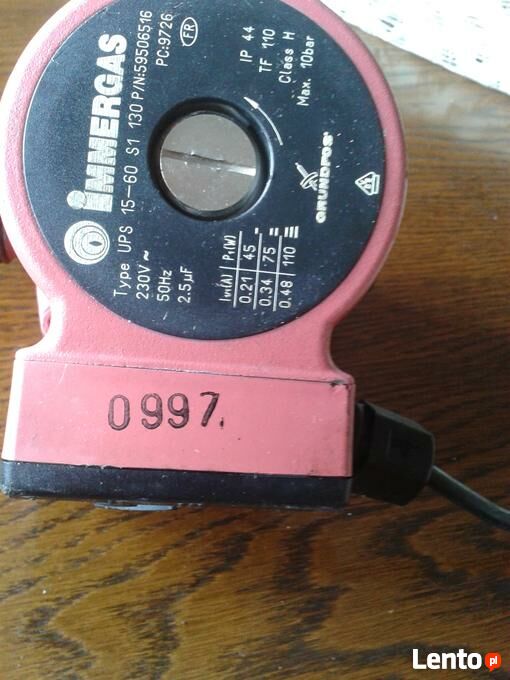 IMMERGAS
Type UPS 15-60 S1 130 P/N:59506516
230V ~ PC:9726
50Hz FR
2.5µF
IP 44
TF 110
Class H
Max. 10bar
I₁/₁(A) P₁(W)
0.21 45
0.34 75
0.48 110
GRUNDFOS
0997
Lento.pl